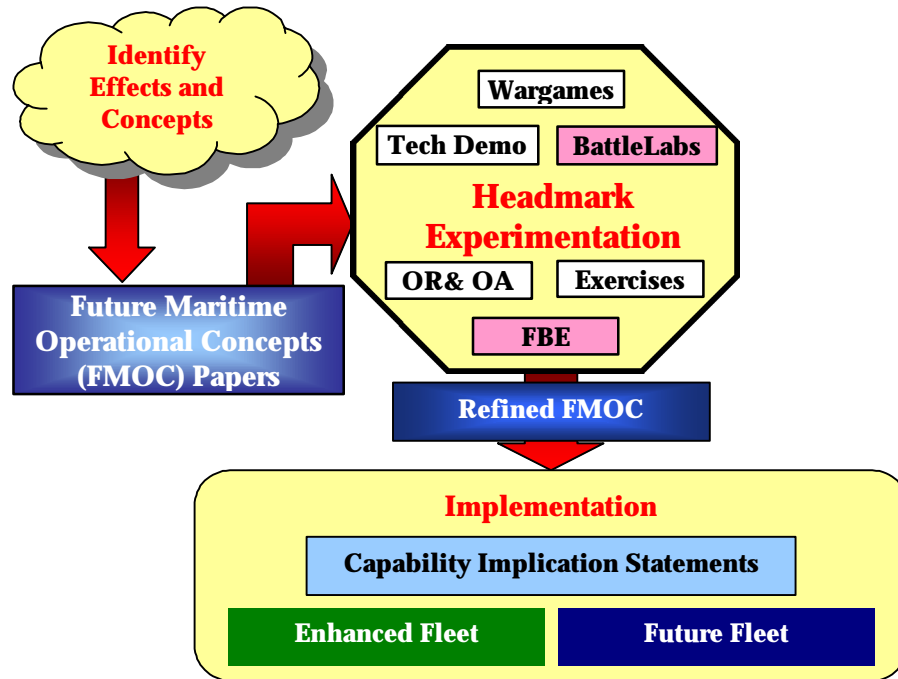 Identify
Effects and
Concepts
Future Maritime
Operational Concepts
(FMOC) Papers
Wargames
Tech Demo
BattleLabs
Headmark
Experimentation
OR& OA
Exercises
FBE
Refined FMOC
Implementation
Capability Implication Statements
Enhanced Fleet
Future Fleet